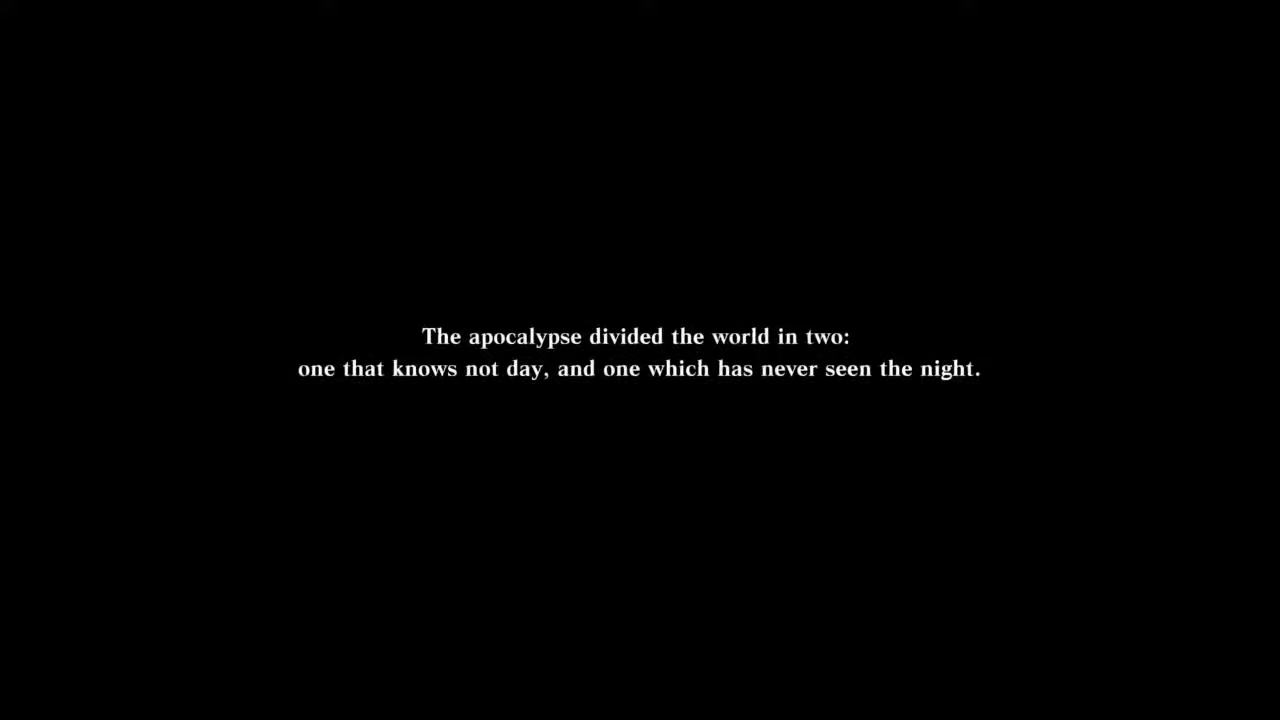 The apocalypse divided the world in two:
one that knows not day, and one which has never seen the night.